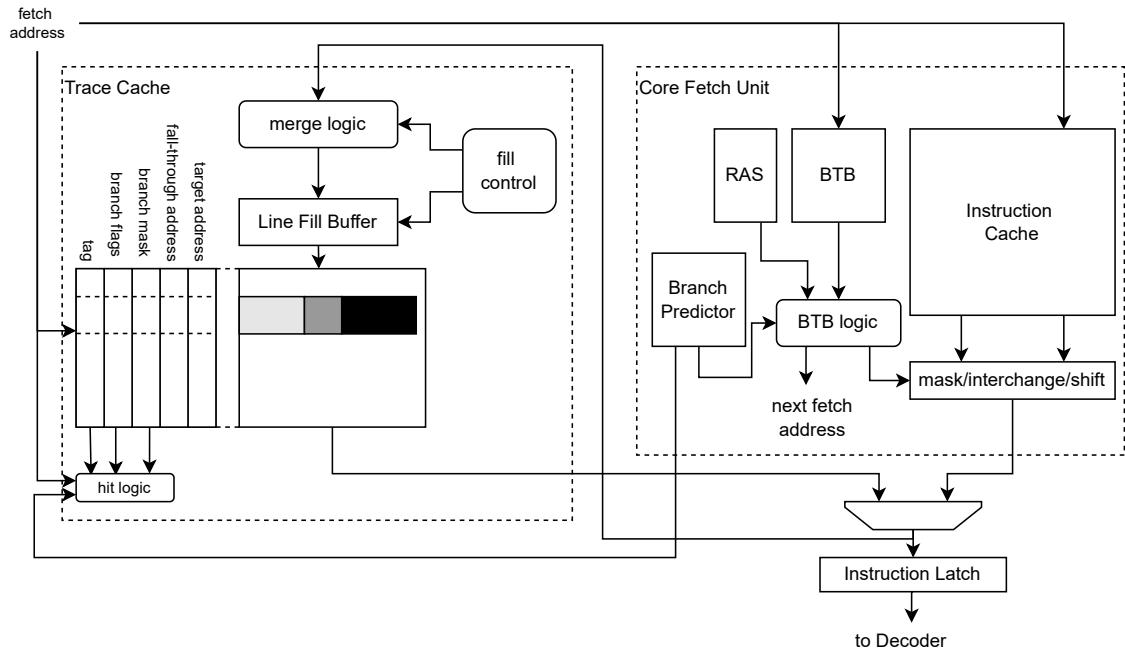 fetch
address
Trace Cache
Core Fetch Unit
merge logic
fill
control
Line Fill Buffer
tag
branch flags
branch mask
fall-through address
target address
hit logic
RAS
BTB
Instruction
Cache
Branch
Predictor
BTB logic
mask/interchange/shift
next fetch
address
Instruction Latch
to Decoder